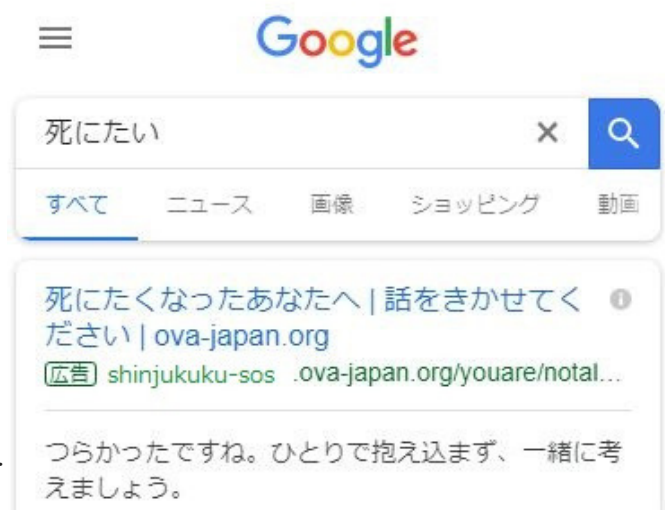 Google
死にたい
すべて ニュース 画像 ショッピング 動画
死にたくなったあなたへ | 話をきかせてく
ださい | ova-japan.org
広告 shinjukuku-sos .ova-japan.org/youare/notal...
つらかったですね。ひとりで抱え込まず、一緒に考
えましょう。